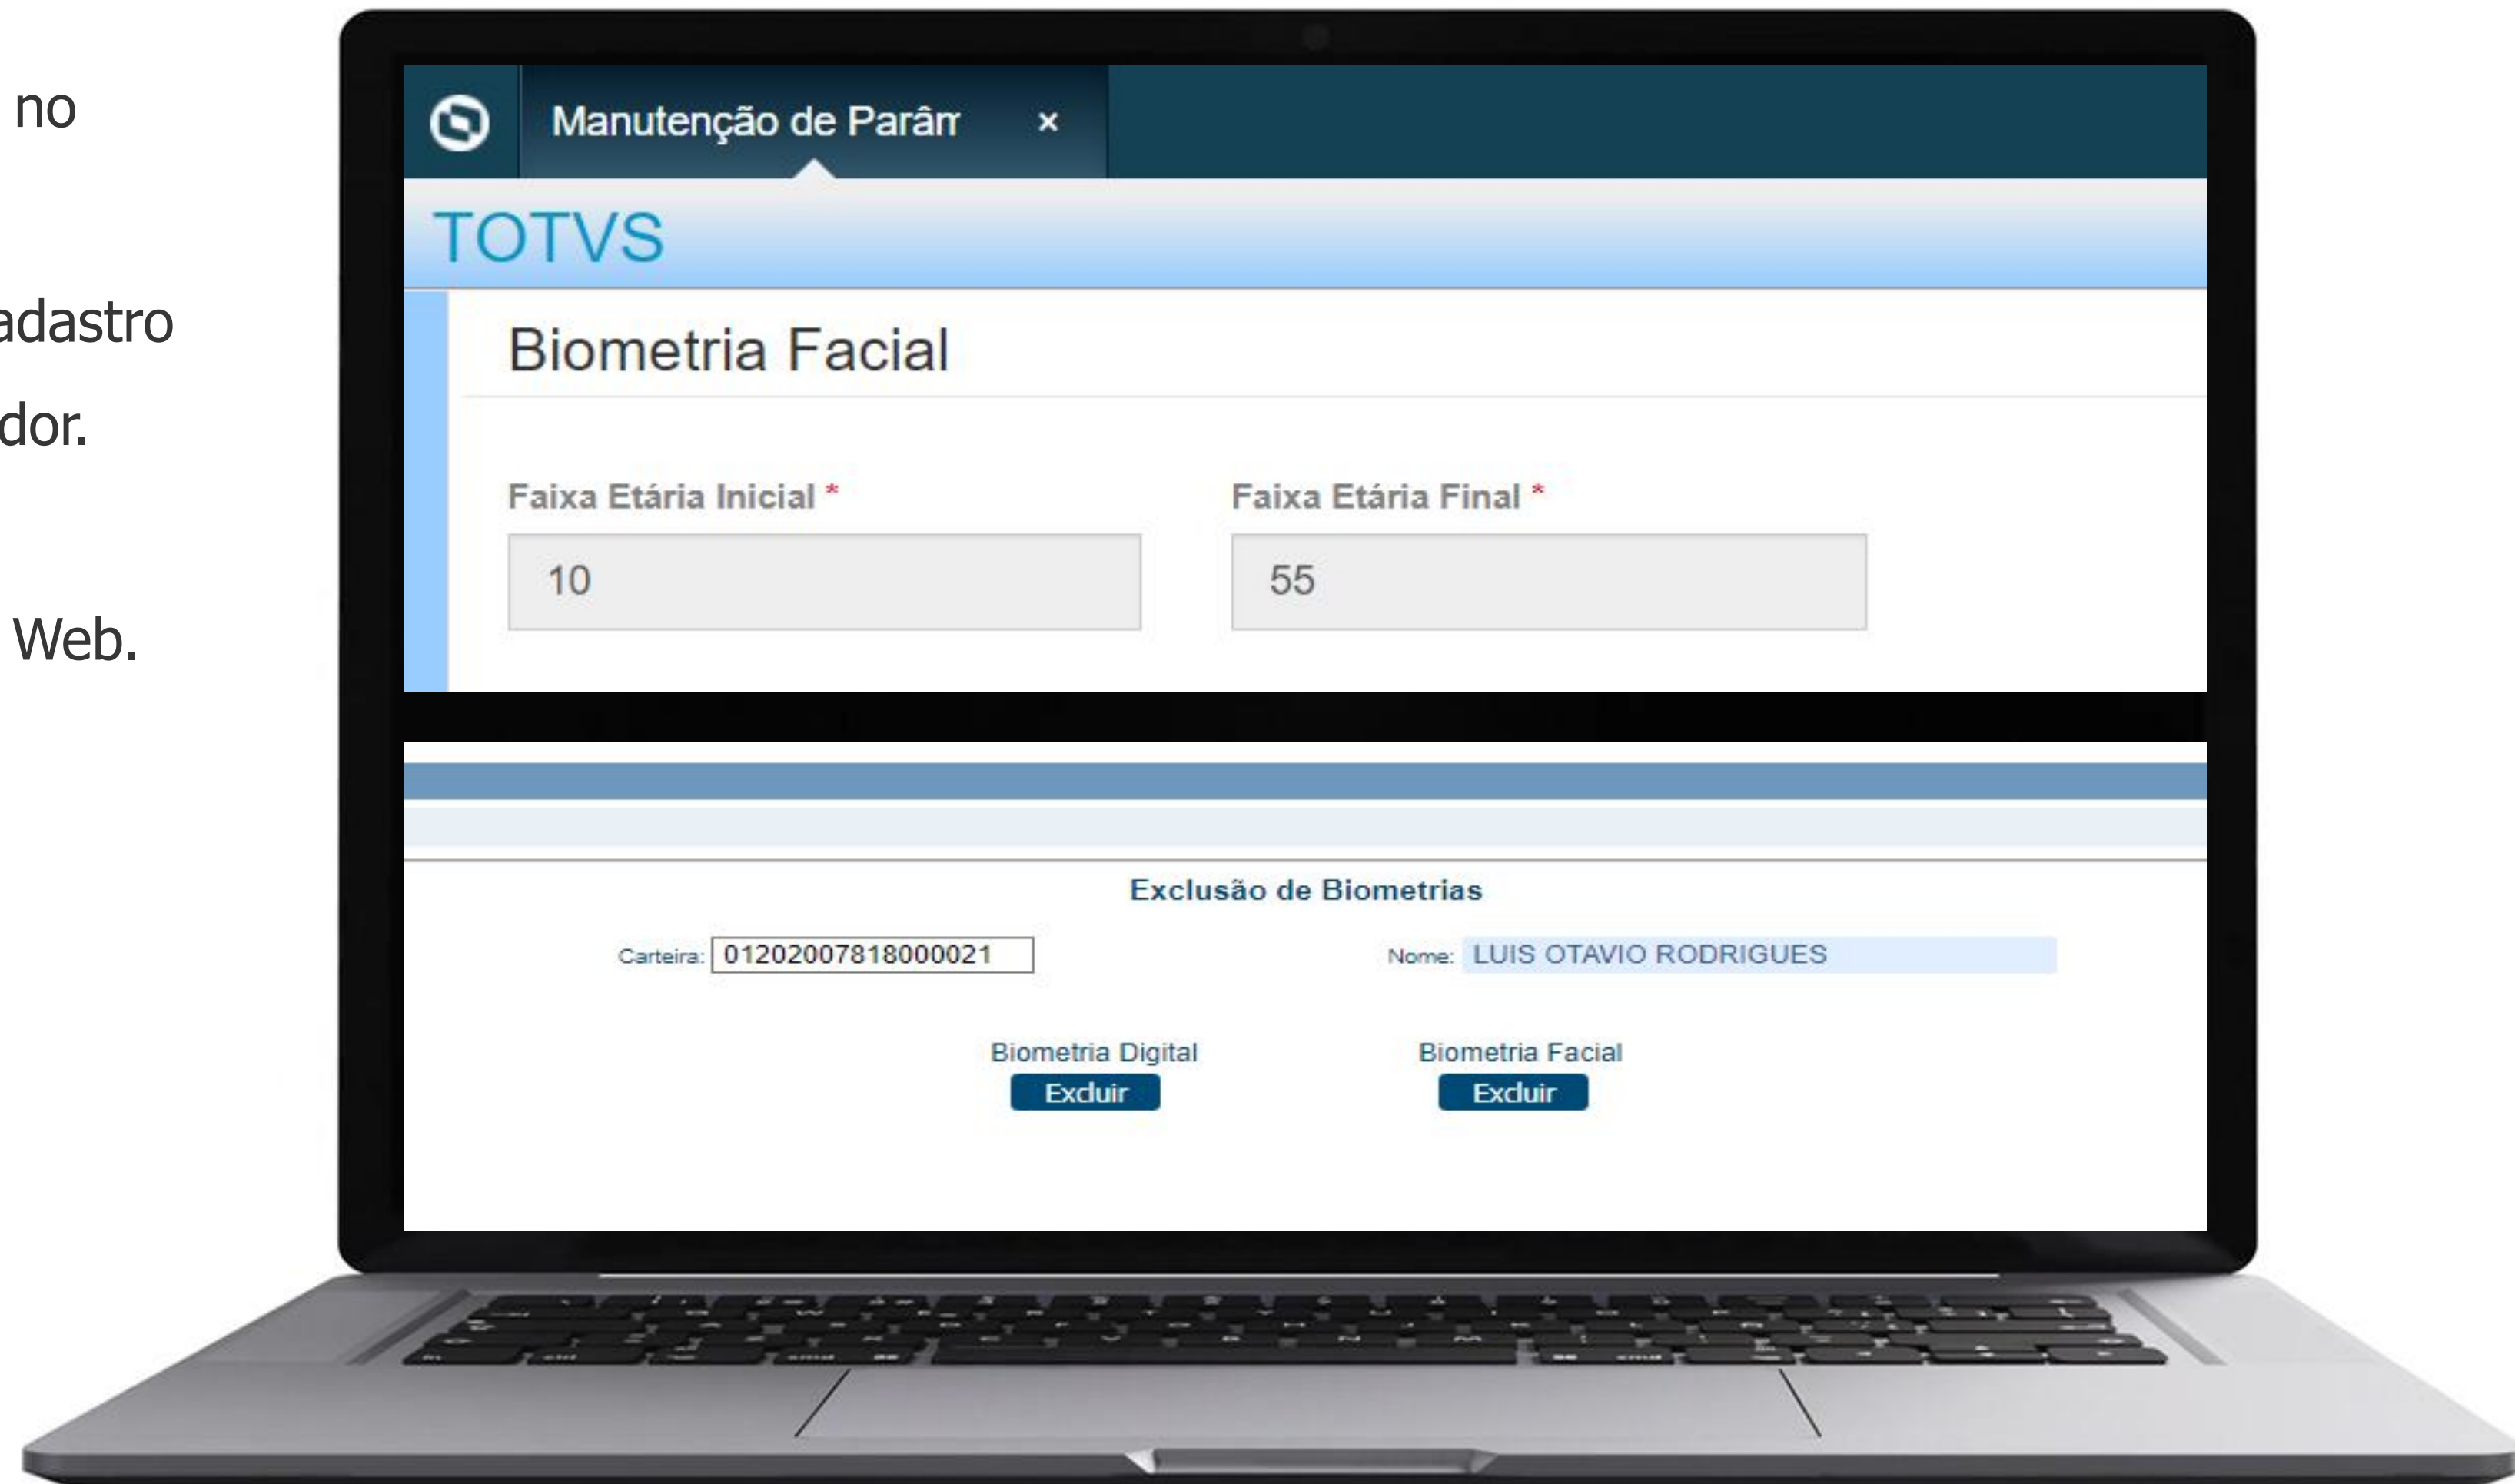 no
adastro
dor.
Web.
Manutenção de Parâm ×
TOTVS
Biometria Facial
Faixa Etária Inicial * Faixa Etária Final *
10 55
Exclusão de Biometrias
Carteira: 01202007818000021 Nome: LUIS OTAVIO RODRIGUES
Biometria Digital Biometria Facial
Excluir Excluir